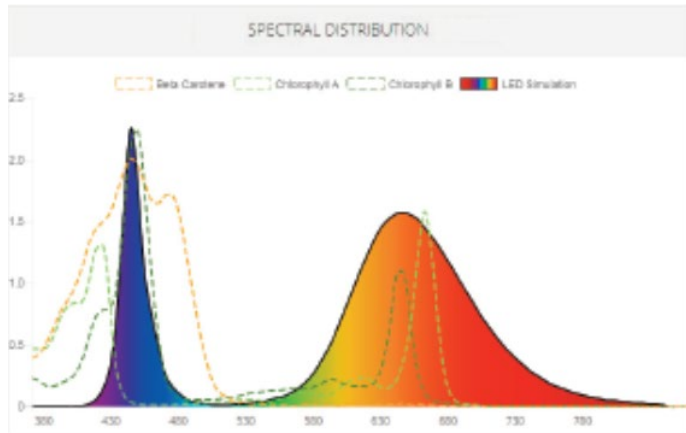 SPECTRAL DISTRIBUTION
Beta Carotene Chlorophyll A Chlorophyll B LED Simulation
2.5
2.0
1.5
1.0
0.5
0
380 430 480 530 580 630 680 730 780